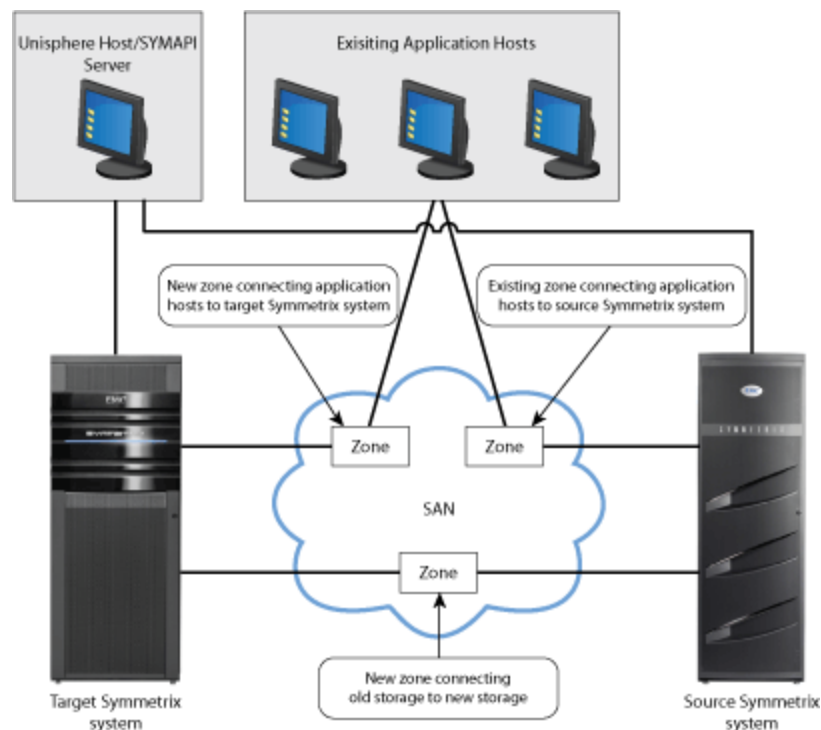 Unisphere Host/SYMAPI
Server
Exisiting Application Hosts
New zone connecting application
hosts to target Symmetrix system
Existing zone connecting application
hosts to source Symmetrix system
EMC²
SYMMETRIX
Zone
Zone
SAN
Zone
New zone connecting
old storage to new storage
Target Symmetrix
system
Source Symmetrix
system